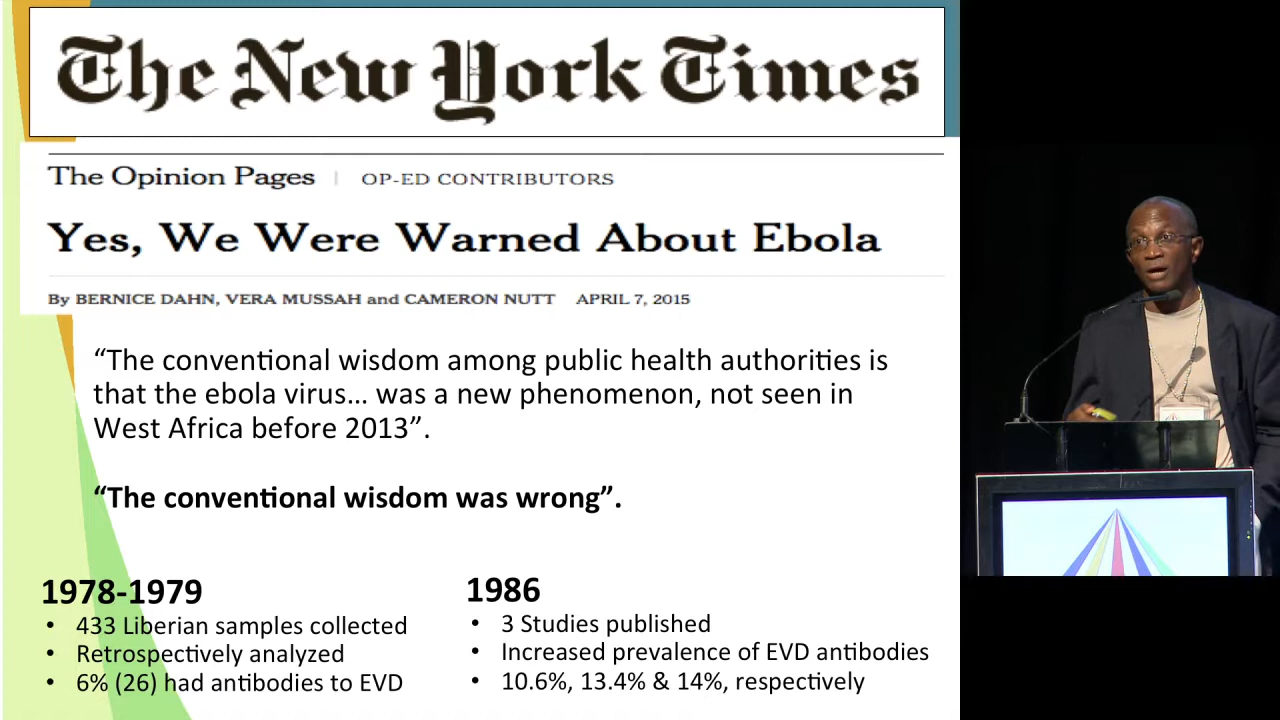 The New York Times
The Opinion Pages | OP-ED CONTRIBUTORS
Yes, We Were Warned About Ebola
By BERNICE DAHN, VERA MUSSAH and CAMERON NUTT APRIL 7, 2015
“The conventional wisdom among public health authorities is
that the ebola virus... was a new phenomenon, not seen in
West Africa before 2013”.
“The conventional wisdom was wrong”.
1978-1979
• 433 Liberian samples collected
• Retrospectively analyzed
• 6% (26) had antibodies to EVD
1986
• 3 Studies published
• Increased prevalence of EVD antibodies
• 10.6%, 13.4% & 14%, respectively